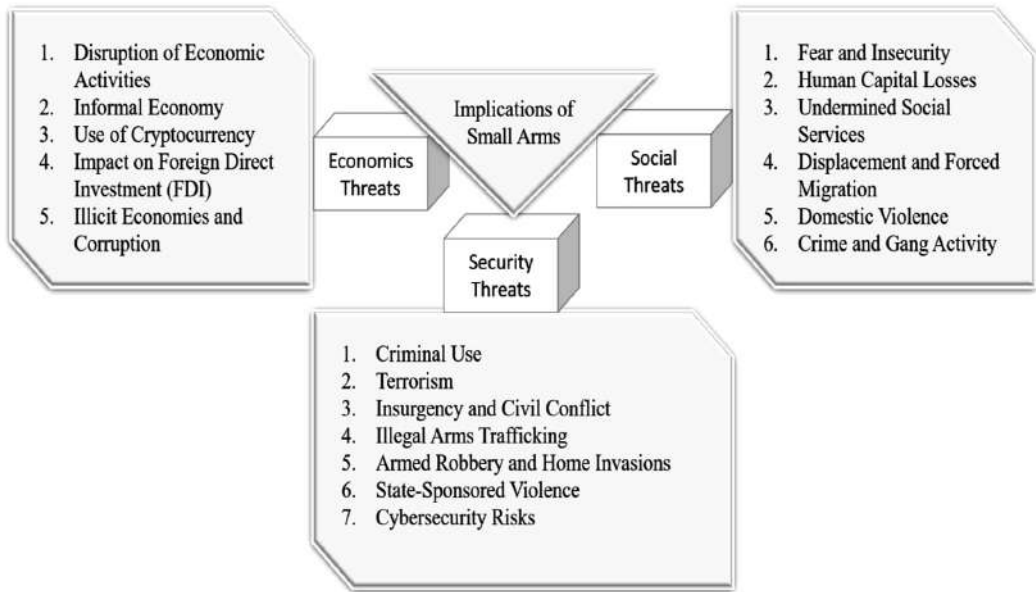 1. Disruption of Economic
Activities
2. Informal Economy
3. Use of Cryptocurrency
4. Impact on Foreign Direct
Investment (FDI)
5. Illicit Economies and
Corruption
Implications of
Small Arms
Economics
Threats
Social
Threats
Security
Threats
1. Fear and Insecurity
2. Human Capital Losses
3. Undermined Social
Services
4. Displacement and Forced
Migration
5. Domestic Violence
6. Crime and Gang Activity
1. Criminal Use
2. Terrorism
3. Insurgency and Civil Conflict
4. Illegal Arms Trafficking
5. Armed Robbery and Home Invasions
6. State-Sponsored Violence
7. Cybersecurity Risks